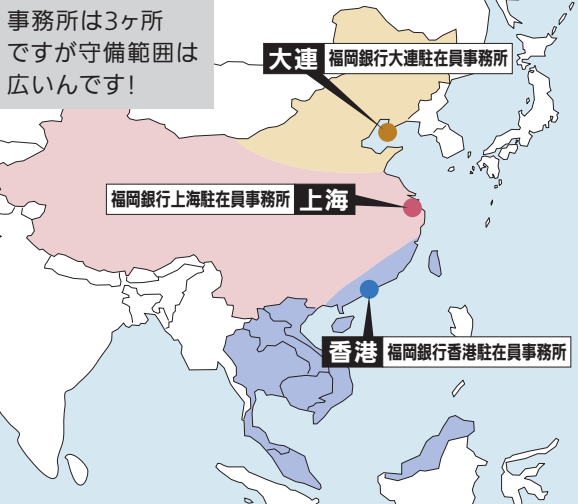 事務所は3ヶ所
ですが守備範囲は
広いんです!
大連 福岡銀行大連駐在員事務所
福岡銀行上海駐在員事務所 上海
香港 福岡銀行香港駐在員事務所